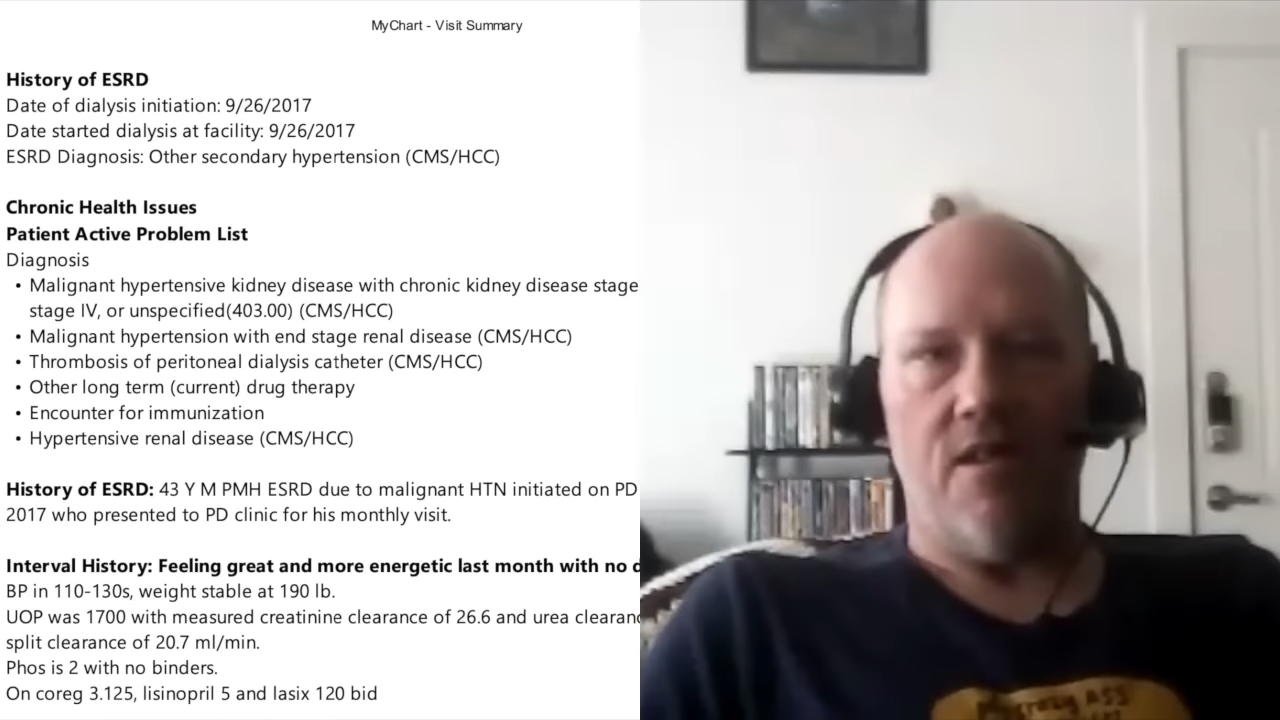 MyChart - Visit Summary
History of ESRD
Date of dialysis initiation: 9/26/2017
Date started dialysis at facility: 9/26/2017
ESRD Diagnosis: Other secondary hypertension (CMS/HCC)
Chronic Health Issues
Patient Active Problem List
Diagnosis
• Malignant hypertensive kidney disease with chronic kidney disease stage
stage IV, or unspecified(403.00) (CMS/HCC)
• Malignant hypertension with end stage renal disease (CMS/HCC)
• Thrombosis of peritoneal dialysis catheter (CMS/HCC)
• Other long term (current) drug therapy
• Encounter for immunization
• Hypertensive renal disease (CMS/HCC)
History of ESRD: 43 Y M PMH ESRD due to malignant HTN initiated on PD
2017 who presented to PD clinic for his monthly visit.
Interval History: Feeling great and more energetic last month with no
BP in 110-130s, weight stable at 190 lb.
UOP was 1700 with measured creatinine clearance of 26.6 and urea clearanc
split clearance of 20.7 ml/min.
Phos is 2 with no binders.
On coreg 3.125, lisinopril 5 and lasix 120 bid
ASS